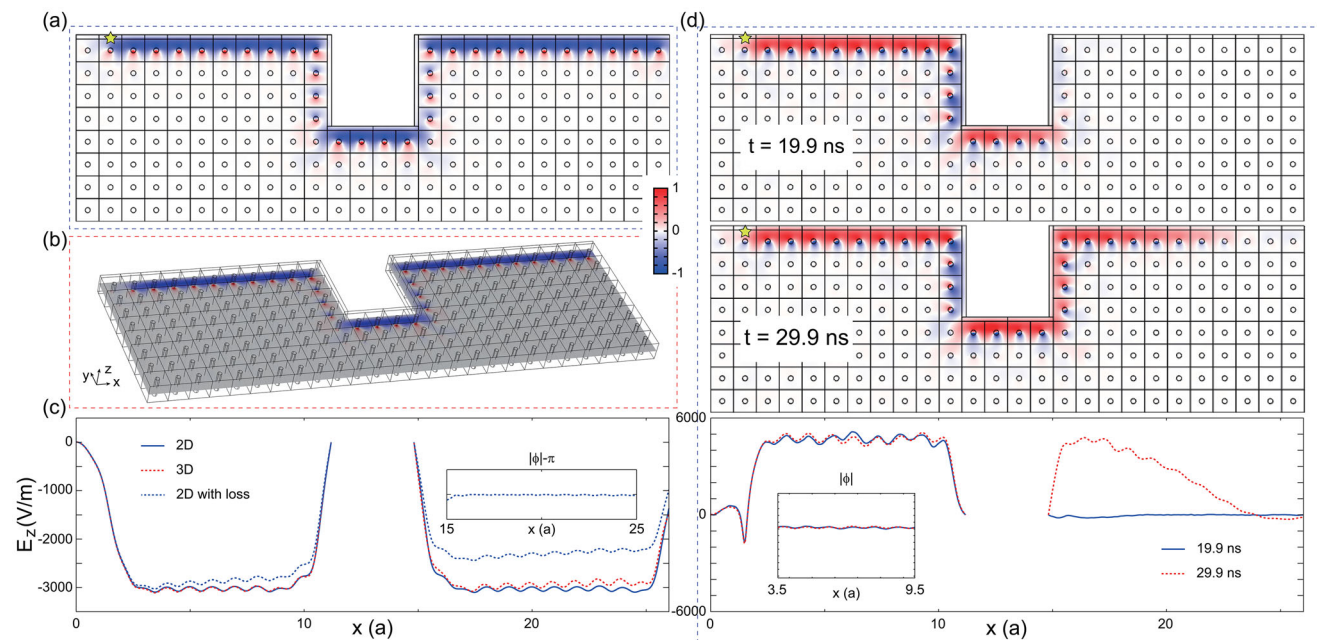 (a)
1
0
-1
(b)
y z x
(c)
0
-1000
-2000
-3000
E_z(V/m)
2D
3D
2D with loss
|ϕ|-π
15 25
x (a)
0 10 20
x (a)
(d)
t = 19.9 ns
t = 29.9 ns
6000
0
-6000
|ϕ|
3.5 9.5
x (a)
19.9 ns
29.9 ns
0 10 20
x (a)